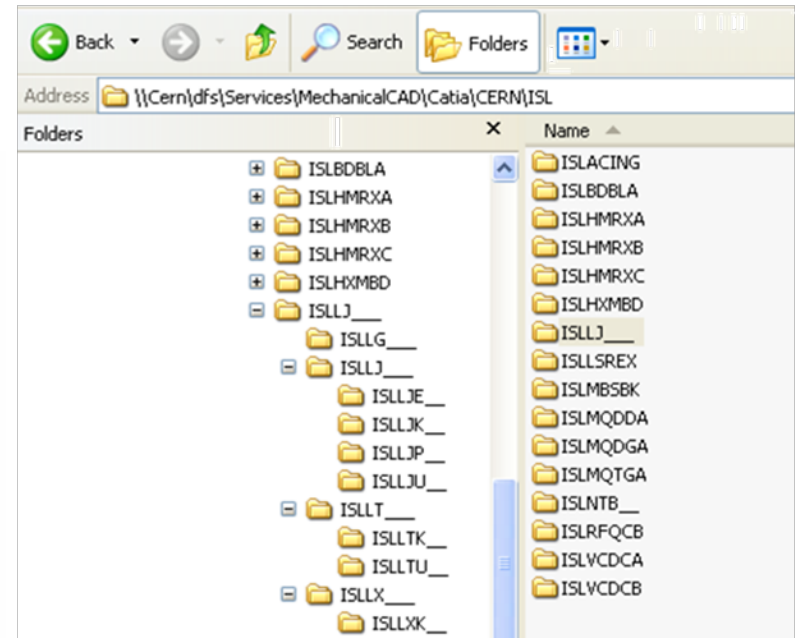 Back Search Folders
Address \\Cern\dfs\Services\MechanicalCAD\Catia\CERN\ISL
Folders
ISLBDBLA
ISLHMRXA
ISLHMRXB
ISLHMRXC
ISLHXMBD
ISLLJ___
ISLLG___
ISLLJ___
ISLLJE__
ISLLJK__
ISLLJP__
ISLLJU__
ISLLT___
ISLLTK__
ISLLTU__
ISLLX___
ISLLXK__
Name
ISLACING
ISLBDBLA
ISLHMRXA
ISLHMRXB
ISLHMRXC
ISLHXMBD
ISLLJ___
ISLLSREX
ISLMBSBK
ISLMQDDA
ISLMQDGA
ISLMQTGA
ISLNTB__
ISLRFQCB
ISLVCDCA
ISLVCDCB